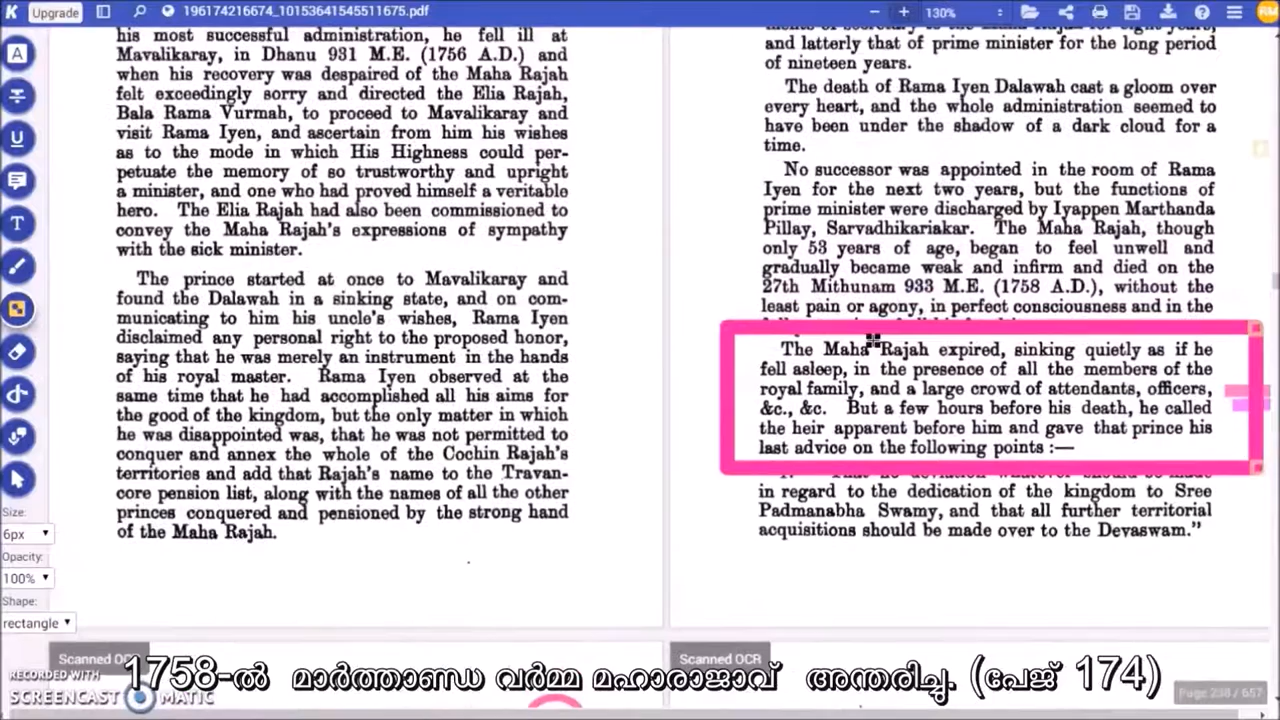 Upgrade
196174216674_10153641545511675.pdf
130%
his most successful administration, he fell ill at
Mavalikaray, in Dhanu 931 M.E. (1756 A.D.) and
when his recovery was despaired of the Maha Rajah
felt exceedingly sorry and directed the Elia Rajah,
Bala Rama Vurmah, to proceed to Mavalikaray and
visit Rama Iyen, and ascertain from him his wishes
as to the mode in which His Highness could per-
petuate the memory of so trustworthy and upright
a minister, and one who had proved himself a veritable
hero. The Elia Rajah had also been commissioned to
convey the Maha Rajah's expressions of sympathy
with the sick minister.
The prince started at once to Mavalikaray and
found the Dalawah in a sinking state, and on com-
municating to him his uncle's wishes, Rama Iyen
disclaimed any personal right to the proposed honor,
saying that he was merely an instrument in the hands
of his royal master. Rama Iyen observed at the
same time that he had accomplished all his aims for
the good of the kingdom, but the only matter in which
he was disappointed was, that he was not permitted to
conquer and annex the whole of the Cochin Rajah's
territories and add that Rajah's name to the Travan-
core pension list, along with the names of all the other
princes conquered and pensioned by the strong hand
of the Maha Rajah.
and latterly that of prime minister for the long period
of nineteen years.
The death of Rama Iyen Dalawah cast a gloom over
every heart, and the whole administration seemed to
have been under the shadow of a dark cloud for a
time.
No successor was appointed in the room of Rama
Iyen for the next two years, but the functions of
prime minister were discharged by Iyappen Marthanda
Pillay, Sarvadhikariakar. The Maha Rajah, though
only 53 years of age, began to feel unwell and
gradually became weak and infirm and died on the
27th Mithunam 933 M.E. (1758 A.D.), without the
least pain or agony, in perfect consciousness and in the
The Maha Rajah expired, sinking quietly as if he
fell asleep, in the presence of all the members of the
royal family, and a large crowd of attendants, officers,
&c., &c. But a few hours before his death, he called
the heir apparent before him and gave that prince his
last advice on the following points :—
in regard to the dedication of the kingdom to Sree
Padmanabha Swamy, and that all further territorial
acquisitions should be made over to the Devaswam."
Size:
6px
Opacity:
100%
Shape:
rectangle
Scanned OCR
Scanned OCR
RECORDED WITH
SCREENCAST MATIC
1758-ൽ മാർത്താണ്ഡ വർമ്മ മഹാരാജാവ് അന്തരിച്ചു. (പേജ് 174)
Page 238 / 657